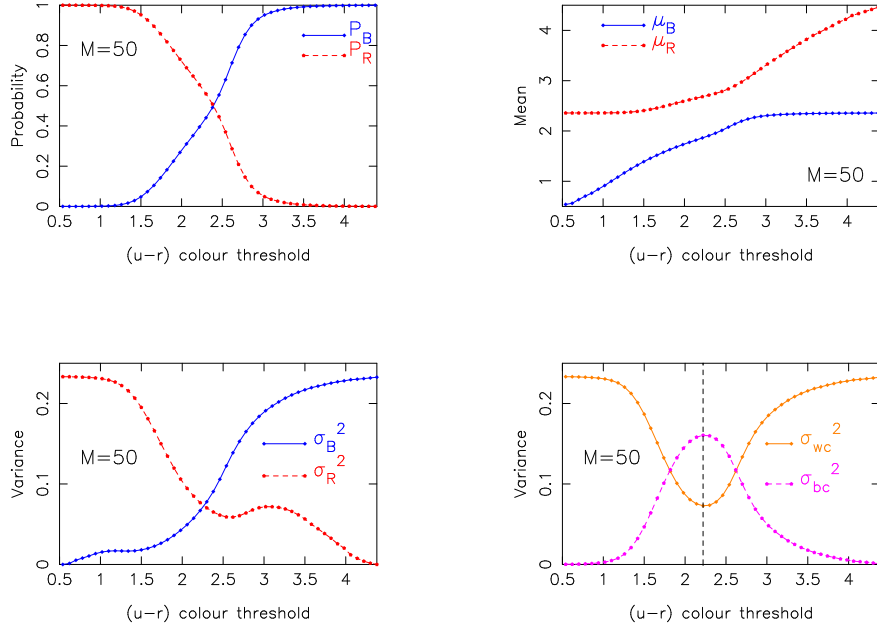 Probability
1
0.8
0.6
0.4
0.2
0
M=50
P_B
P_R
0.5 1 1.5 2 2.5 3 3.5 4
(u−r) colour threshold
Mean
4
3
2
1
μ_B
μ_R
M=50
0.5 1 1.5 2 2.5 3 3.5 4
(u−r) colour threshold
Variance
0.2
0.1
0
M=50
σ_B^2
σ_R^2
0.5 1 1.5 2 2.5 3 3.5 4
(u−r) colour threshold
Variance
0.2
0.1
0
M=50
σ_wc^2
σ_bc^2
0.5 1 1.5 2 2.5 3 3.5 4
(u−r) colour threshold